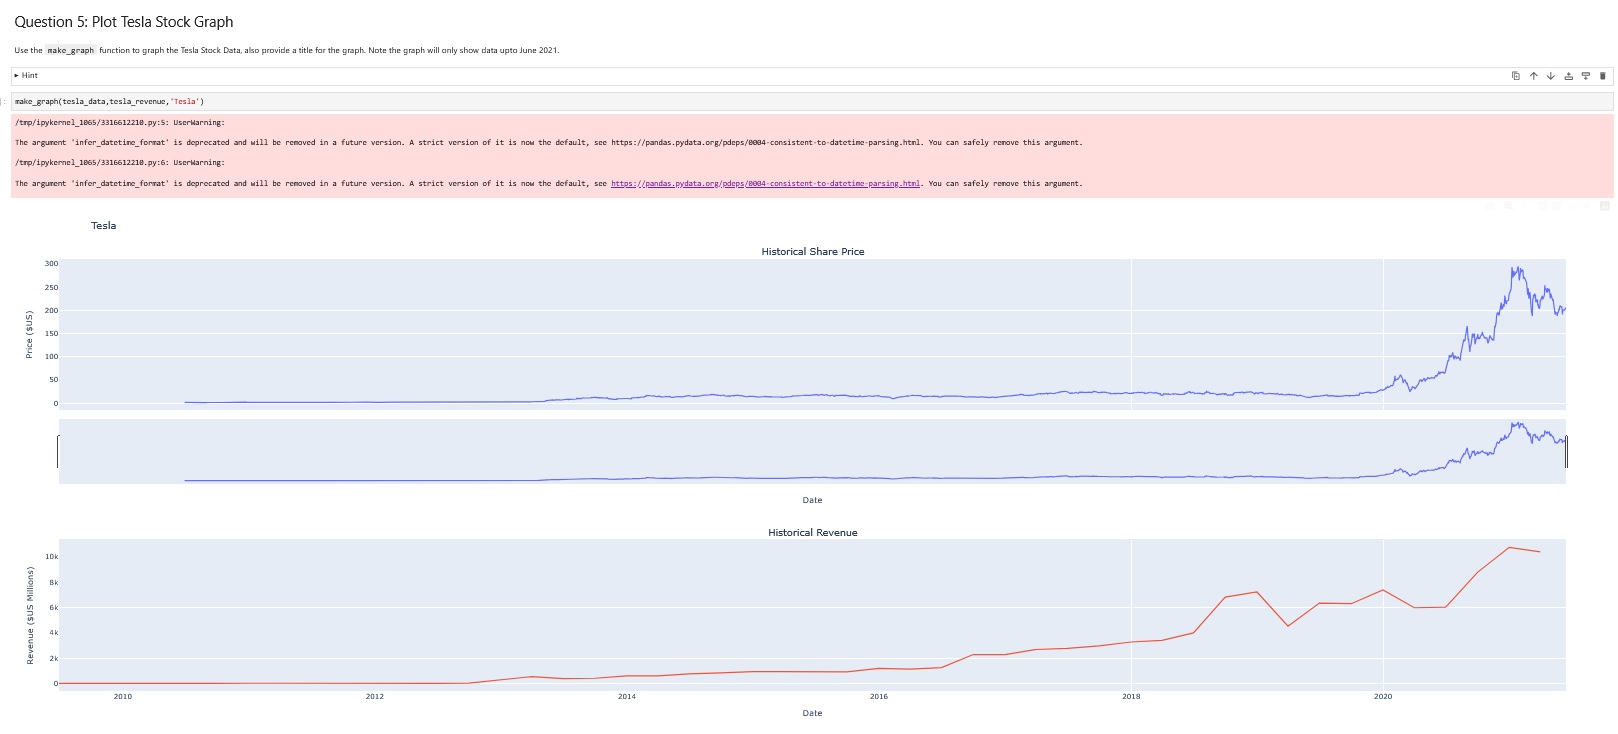 Question 5: Plot Tesla Stock Graph
Use the make_graph function to graph the Tesla Stock Data, also provide a title for the graph. Note the graph will only show data upto June 2021.
▸ Hint
]:
make_graph(tesla_data,tesla_revenue,'Tesla')
/tmp/ipykernel_1065/3316612210.py:5: UserWarning:
The argument 'infer_datetime_format' is deprecated and will be removed in a future version. A strict version of it is now the default, see https://pandas.pydata.org/pdeps/0004-consistent-to-datetime-parsing.html. You can safely remove this argument.
/tmp/ipykernel_1065/3316612210.py:6: UserWarning:
The argument 'infer_datetime_format' is deprecated and will be removed in a future version. A strict version of it is now the default, see https://pandas.pydata.org/pdeps/0004-consistent-to-datetime-parsing.html. You can safely remove this argument.
Tesla
Historical Share Price
Price ($US)
300
250
200
150
100
50
0
Date
Historical Revenue
Revenue ($US Millions)
10k
8k
6k
4k
2k
0
2010 2012 2014 2016 2018 2020
Date